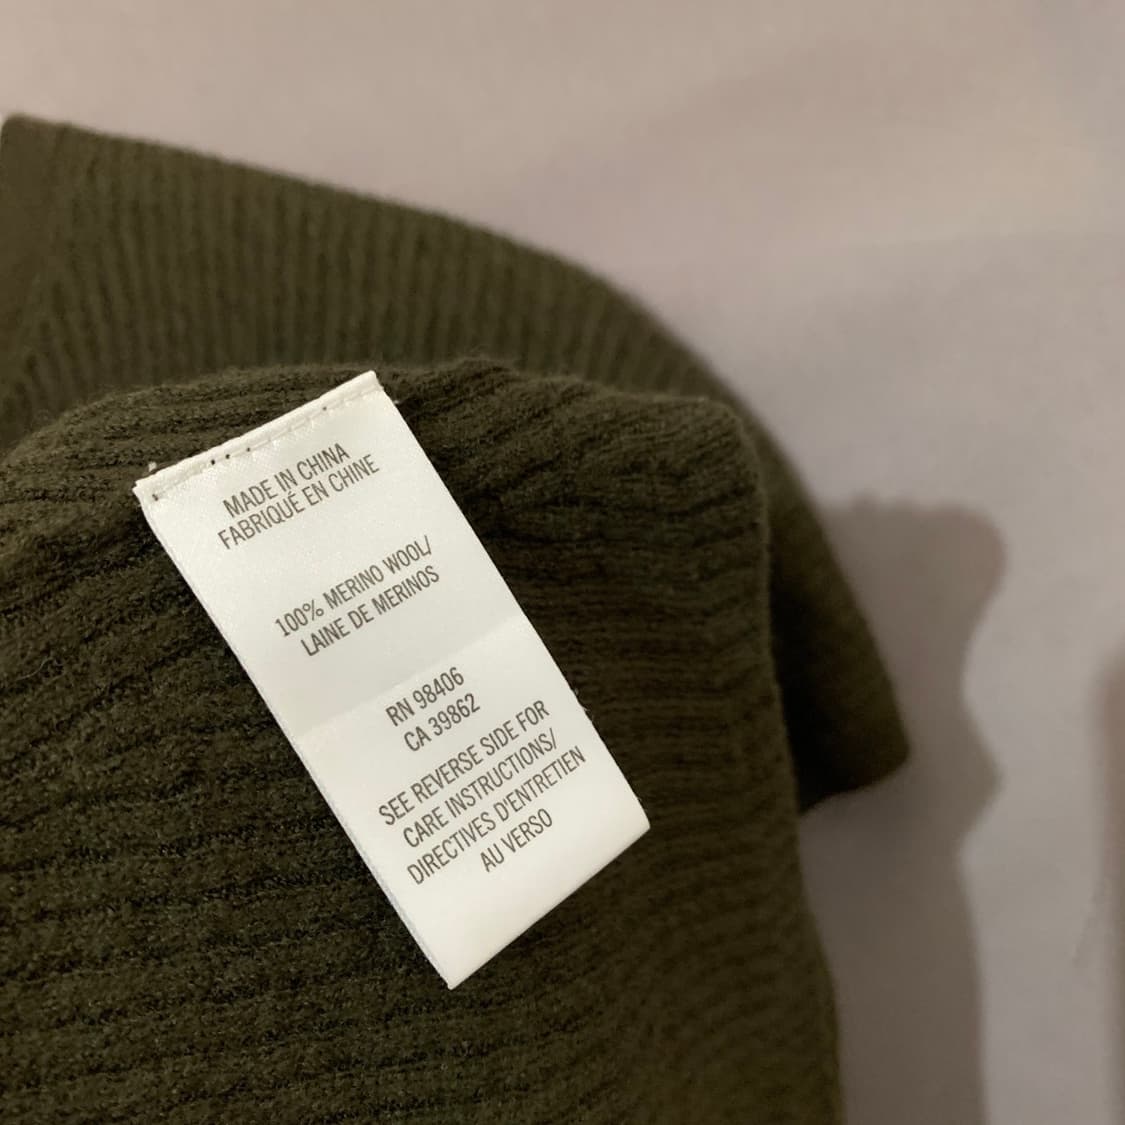 MADE IN CHINA
FABRIQUÉ EN CHINE
100% MERINO WOOL/
LAINE DE MERINOS
RN 98406
CA 39862
SEE REVERSE SIDE FOR
CARE INSTRUCTIONS/
DIRECTIVES D'ENTRETIEN
AU VERSO